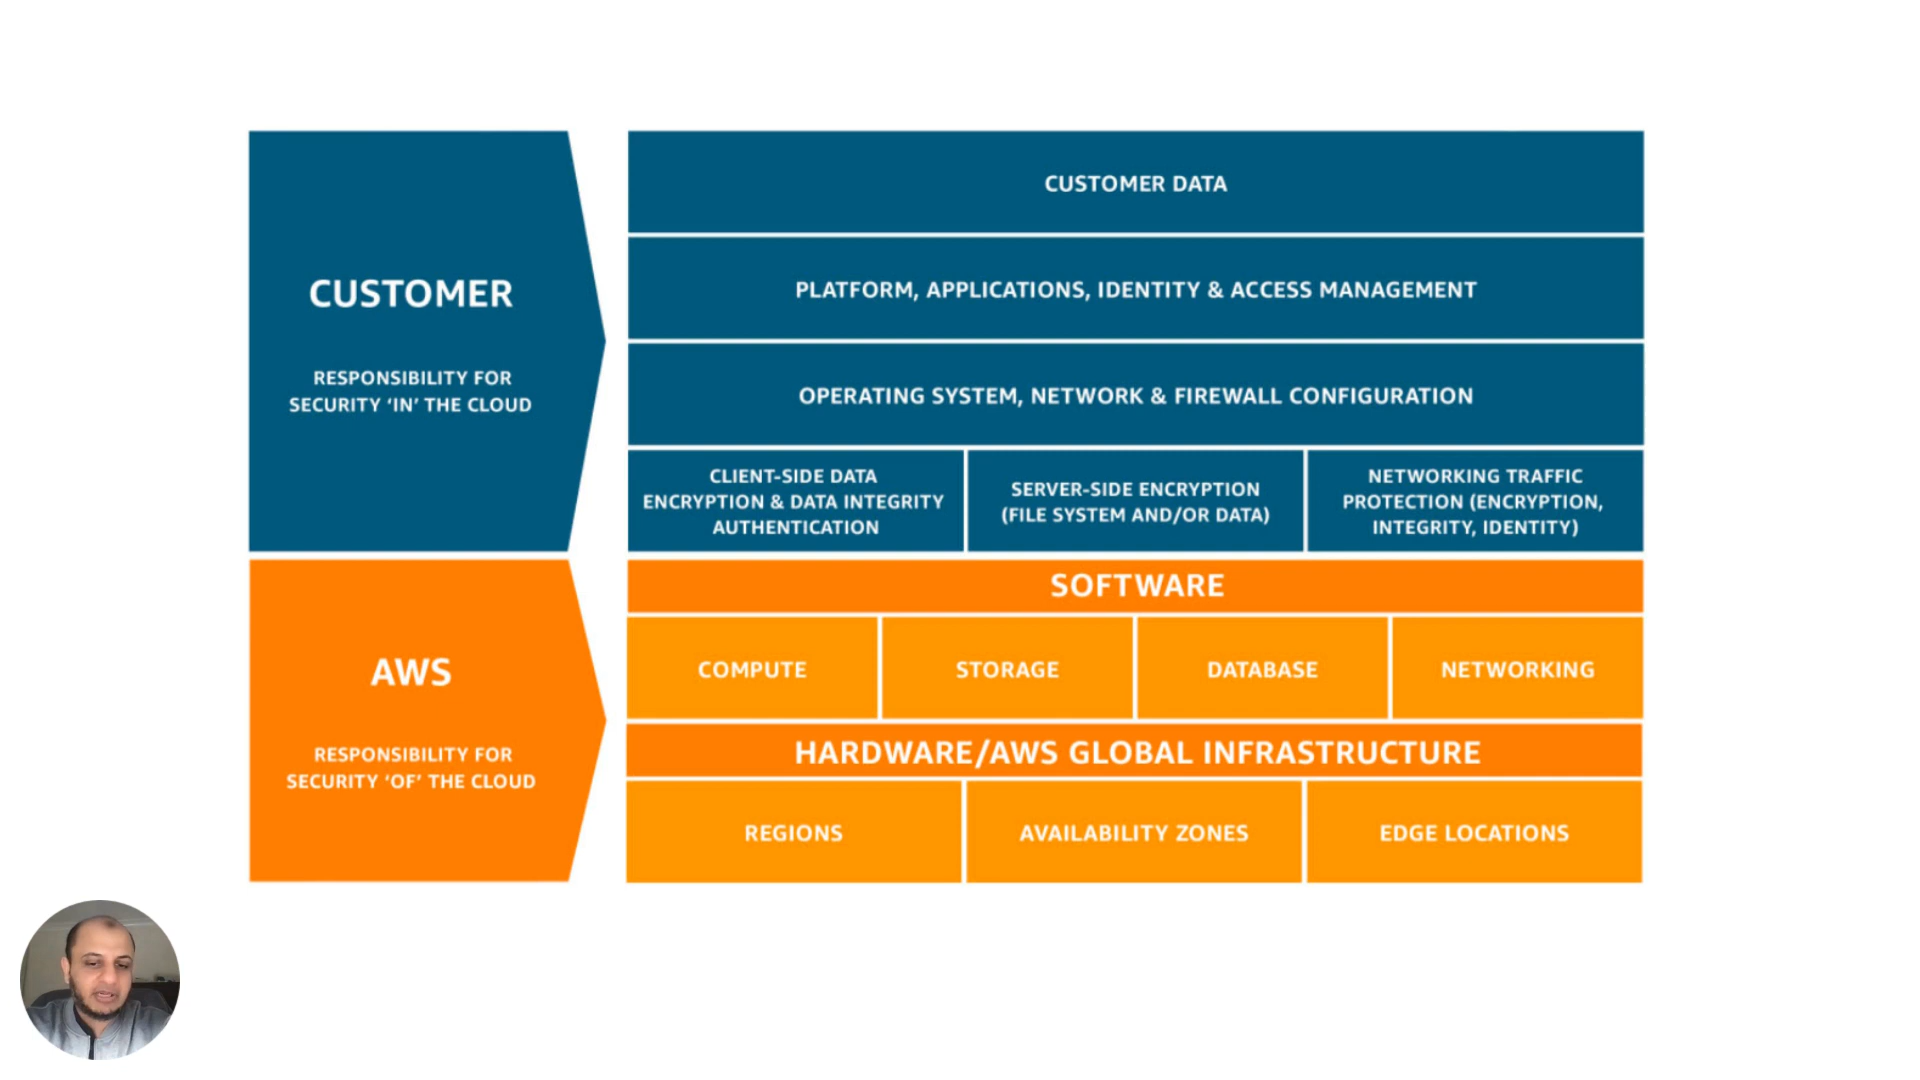 CUSTOMER
RESPONSIBILITY FOR
SECURITY ‘IN’ THE CLOUD
CUSTOMER DATA
PLATFORM, APPLICATIONS, IDENTITY & ACCESS MANAGEMENT
OPERATING SYSTEM, NETWORK & FIREWALL CONFIGURATION
CLIENT-SIDE DATA
ENCRYPTION & DATA INTEGRITY
AUTHENTICATION
SERVER-SIDE ENCRYPTION
(FILE SYSTEM AND/OR DATA)
NETWORKING TRAFFIC
PROTECTION (ENCRYPTION,
INTEGRITY, IDENTITY)
AWS
RESPONSIBILITY FOR
SECURITY ‘OF’ THE CLOUD
SOFTWARE
COMPUTE
STORAGE
DATABASE
NETWORKING
HARDWARE/AWS GLOBAL INFRASTRUCTURE
REGIONS
AVAILABILITY ZONES
EDGE LOCATIONS